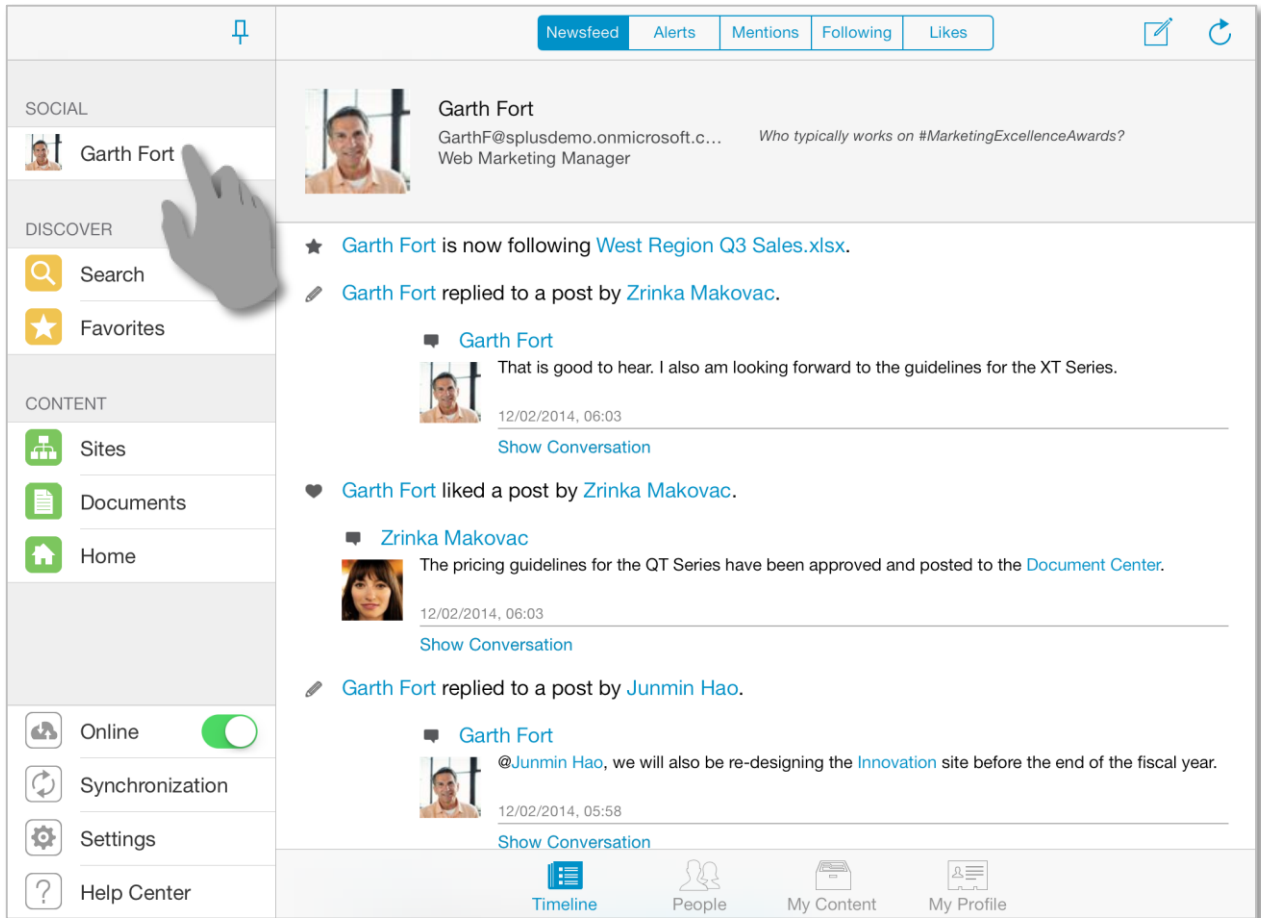 Newsfeed Alerts Mentions Following Likes
SOCIAL
Garth Fort
DISCOVER
Search
Favorites
CONTENT
Sites
Documents
Home
Online
Synchronization
Settings
Help Center
Garth Fort
GarthF@splusdemo.onmicrosoft.c...
Web Marketing Manager
Who typically works on #MarketingExcellenceAwards?
Garth Fort is now following West Region Q3 Sales.xlsx.
Garth Fort replied to a post by Zrinka Makovac.
Garth Fort
That is good to hear. I also am looking forward to the guidelines for the XT Series.
12/02/2014, 06:03
Show Conversation
Garth Fort liked a post by Zrinka Makovac.
Zrinka Makovac
The pricing guidelines for the QT Series have been approved and posted to the Document Center.
12/02/2014, 06:03
Show Conversation
Garth Fort replied to a post by Junmin Hao.
Garth Fort
@Junmin Hao, we will also be re-designing the Innovation site before the end of the fiscal year.
12/02/2014, 05:58
Show Conversation
Timeline People My Content My Profile